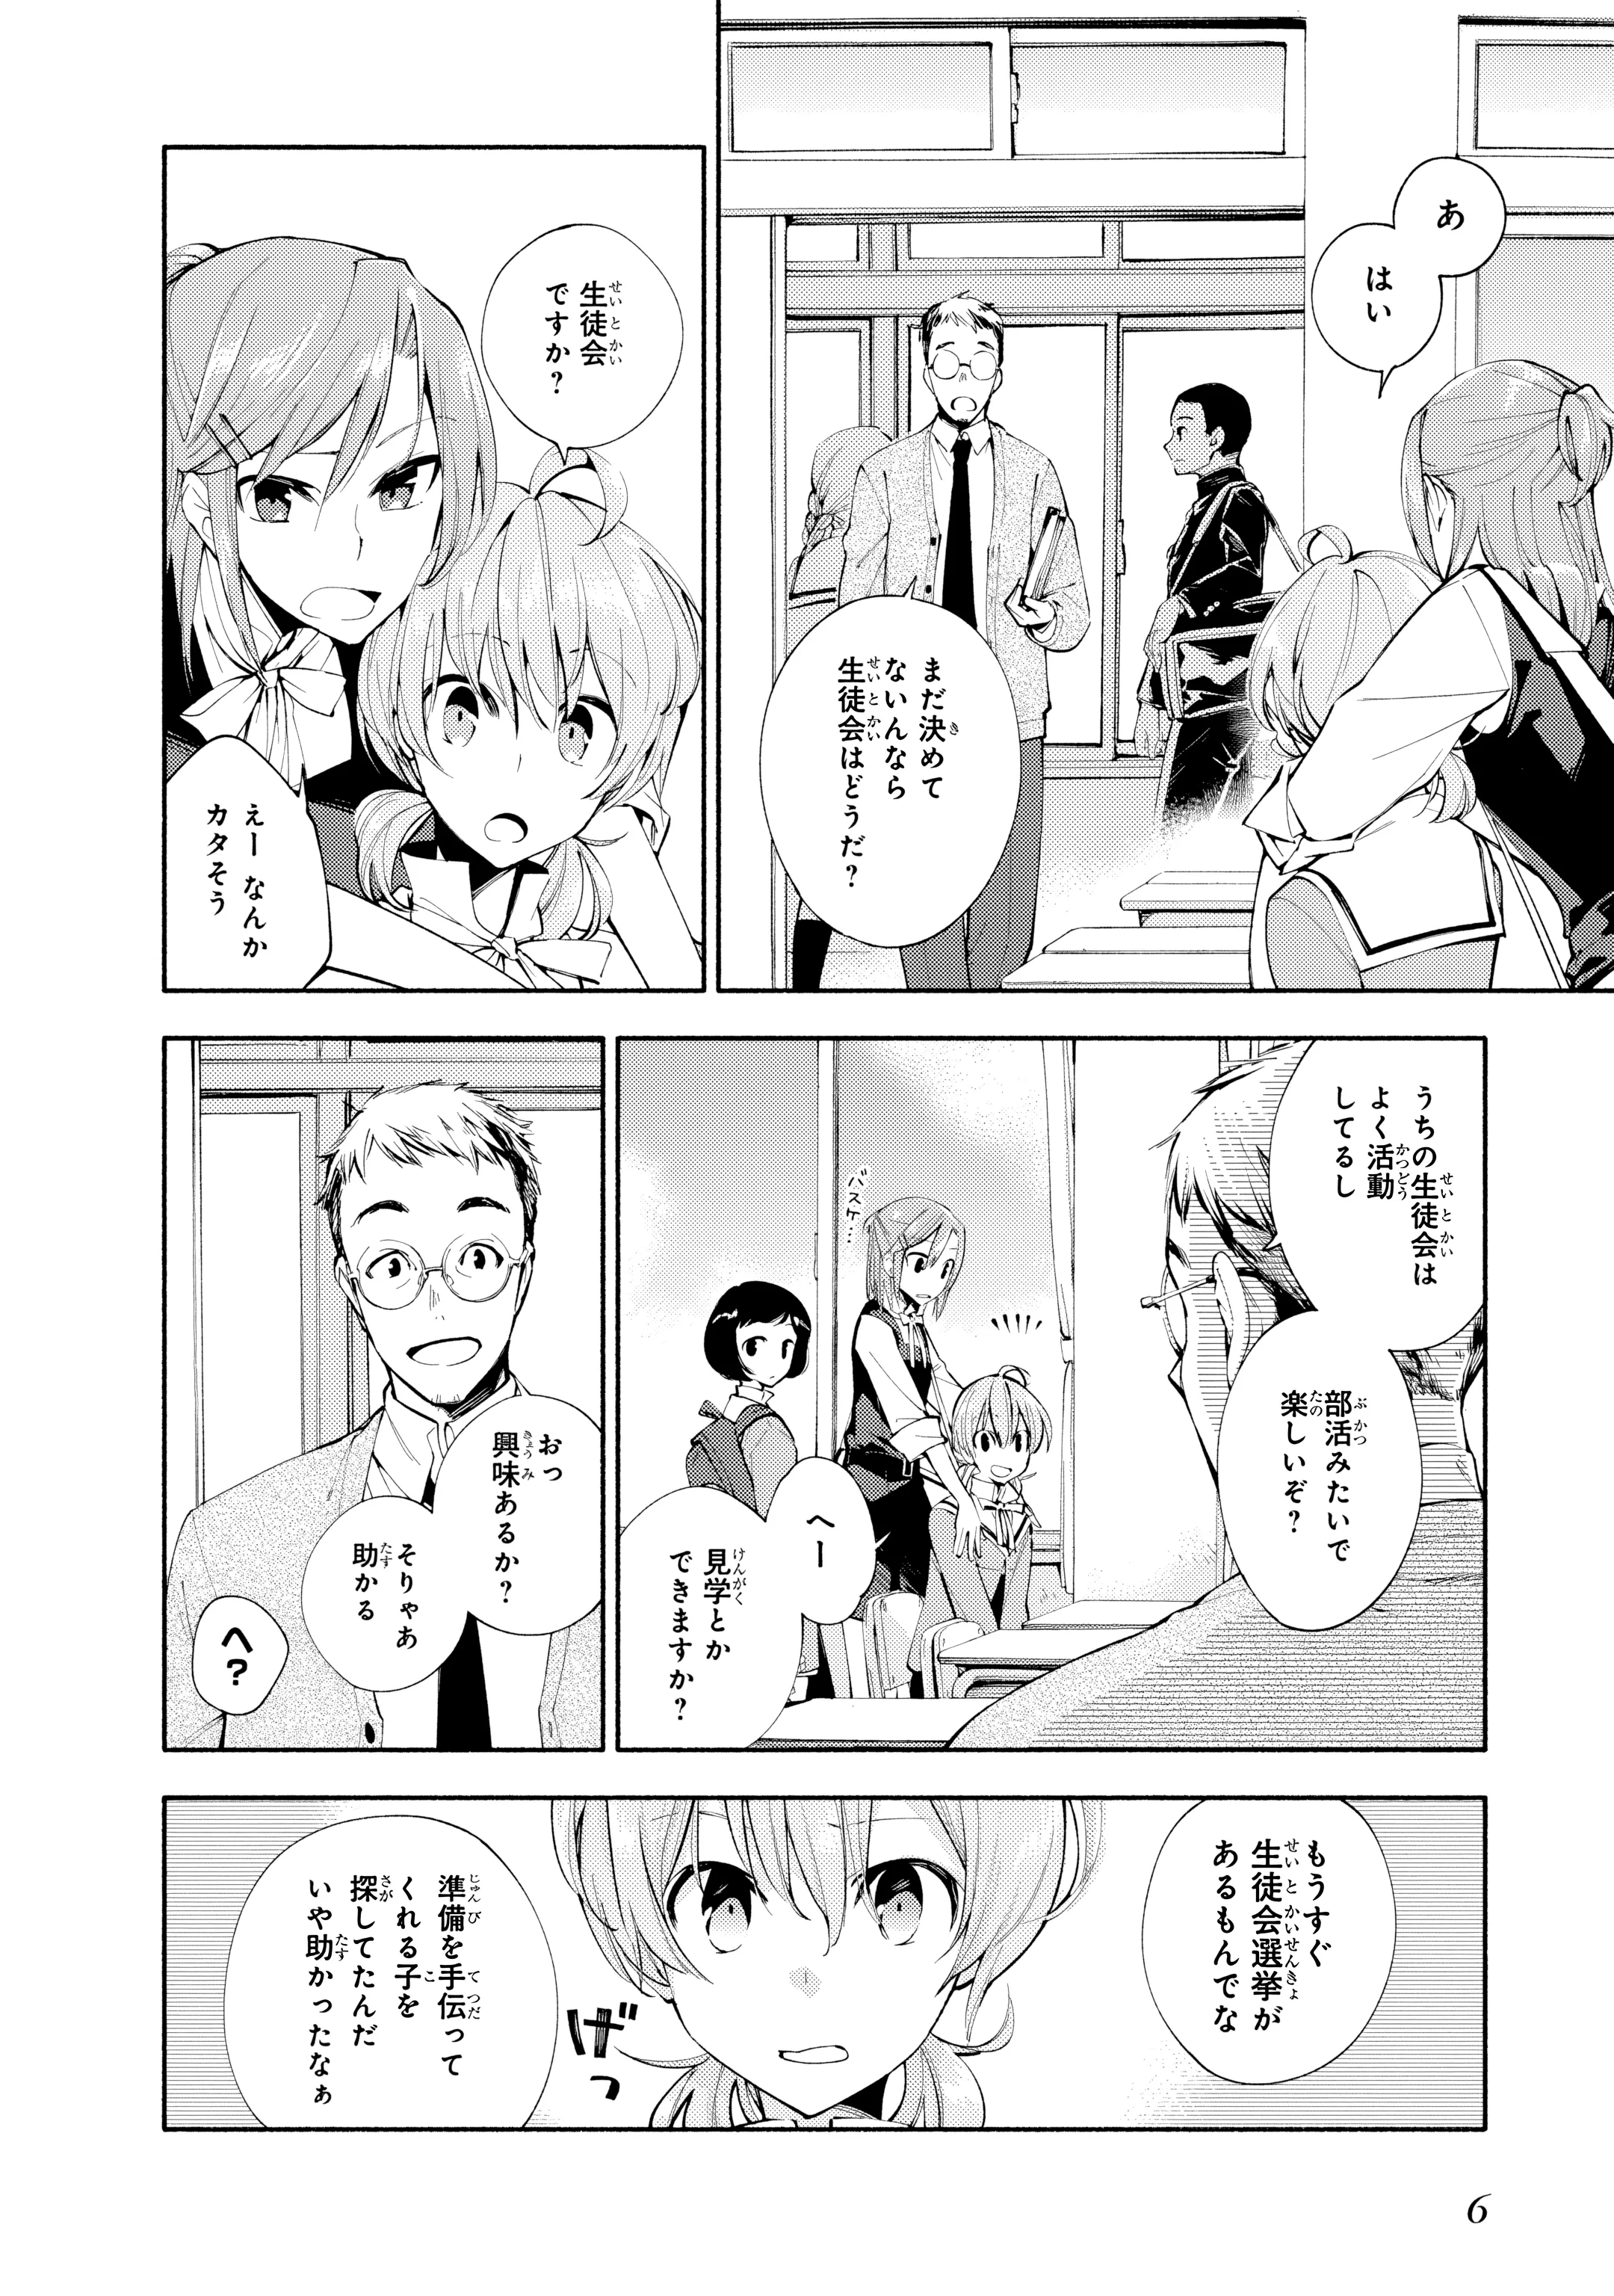 あ
はい
まだ決めて
ないんなら
生徒会はどうだ？
生徒会
ですか？
えー なんか
カタそう
うちの生徒会は
よく活動
してるし
部活みたいで
楽しいぞ？
バスケ…
へー
見学とか
できますか？
おっ
興味あるか？
そりゃあ
助かる
へ？
もうすぐ
生徒会選挙が
あるもんでな
げっ
準備を手伝って
くれる子を
探してたんだ
いや助かったなぁ
6